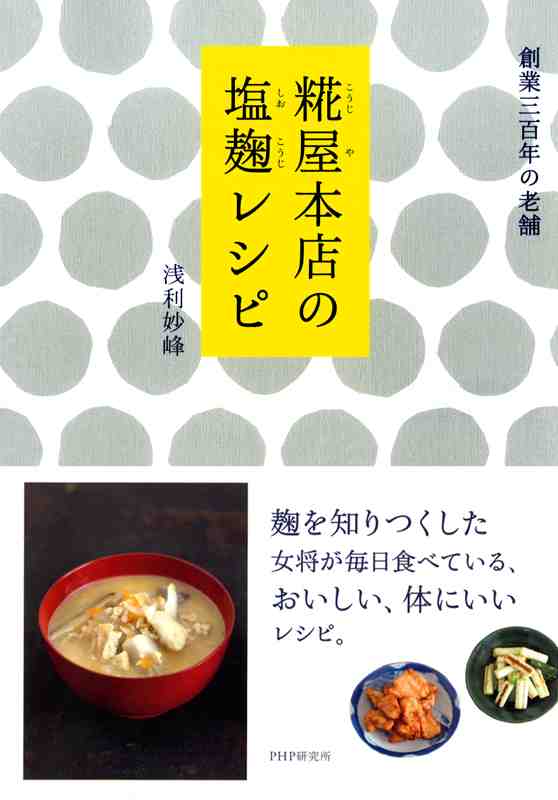 創業三百年の老舗
糀屋本店の
こうじ や
塩麹レシピ
しお こうじ
浅利妙峰
麹を知りつくした
女将が毎日食べている、
おいしい、体にいい
レシピ。
PHP研究所